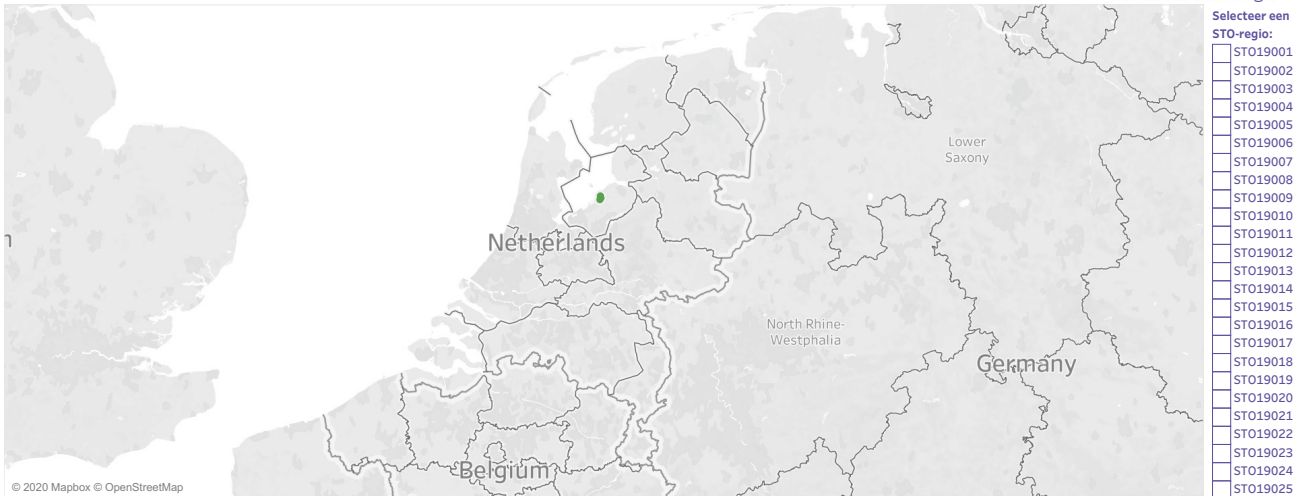 Selecteer een
STO-regio:
STO19001
STO19002
STO19003
STO19004
STO19005
STO19006
STO19007
STO19008
STO19009
STO19010
STO19011
STO19012
STO19013
STO19014
STO19015
STO19016
STO19017
STO19018
STO19019
STO19020
STO19021
STO19022
STO19023
STO19024
STO19025
Lower
Saxony
Netherlands
North Rhine-
Westphalia
Germany
Belgium
© 2020 Mapbox © OpenStreetMap